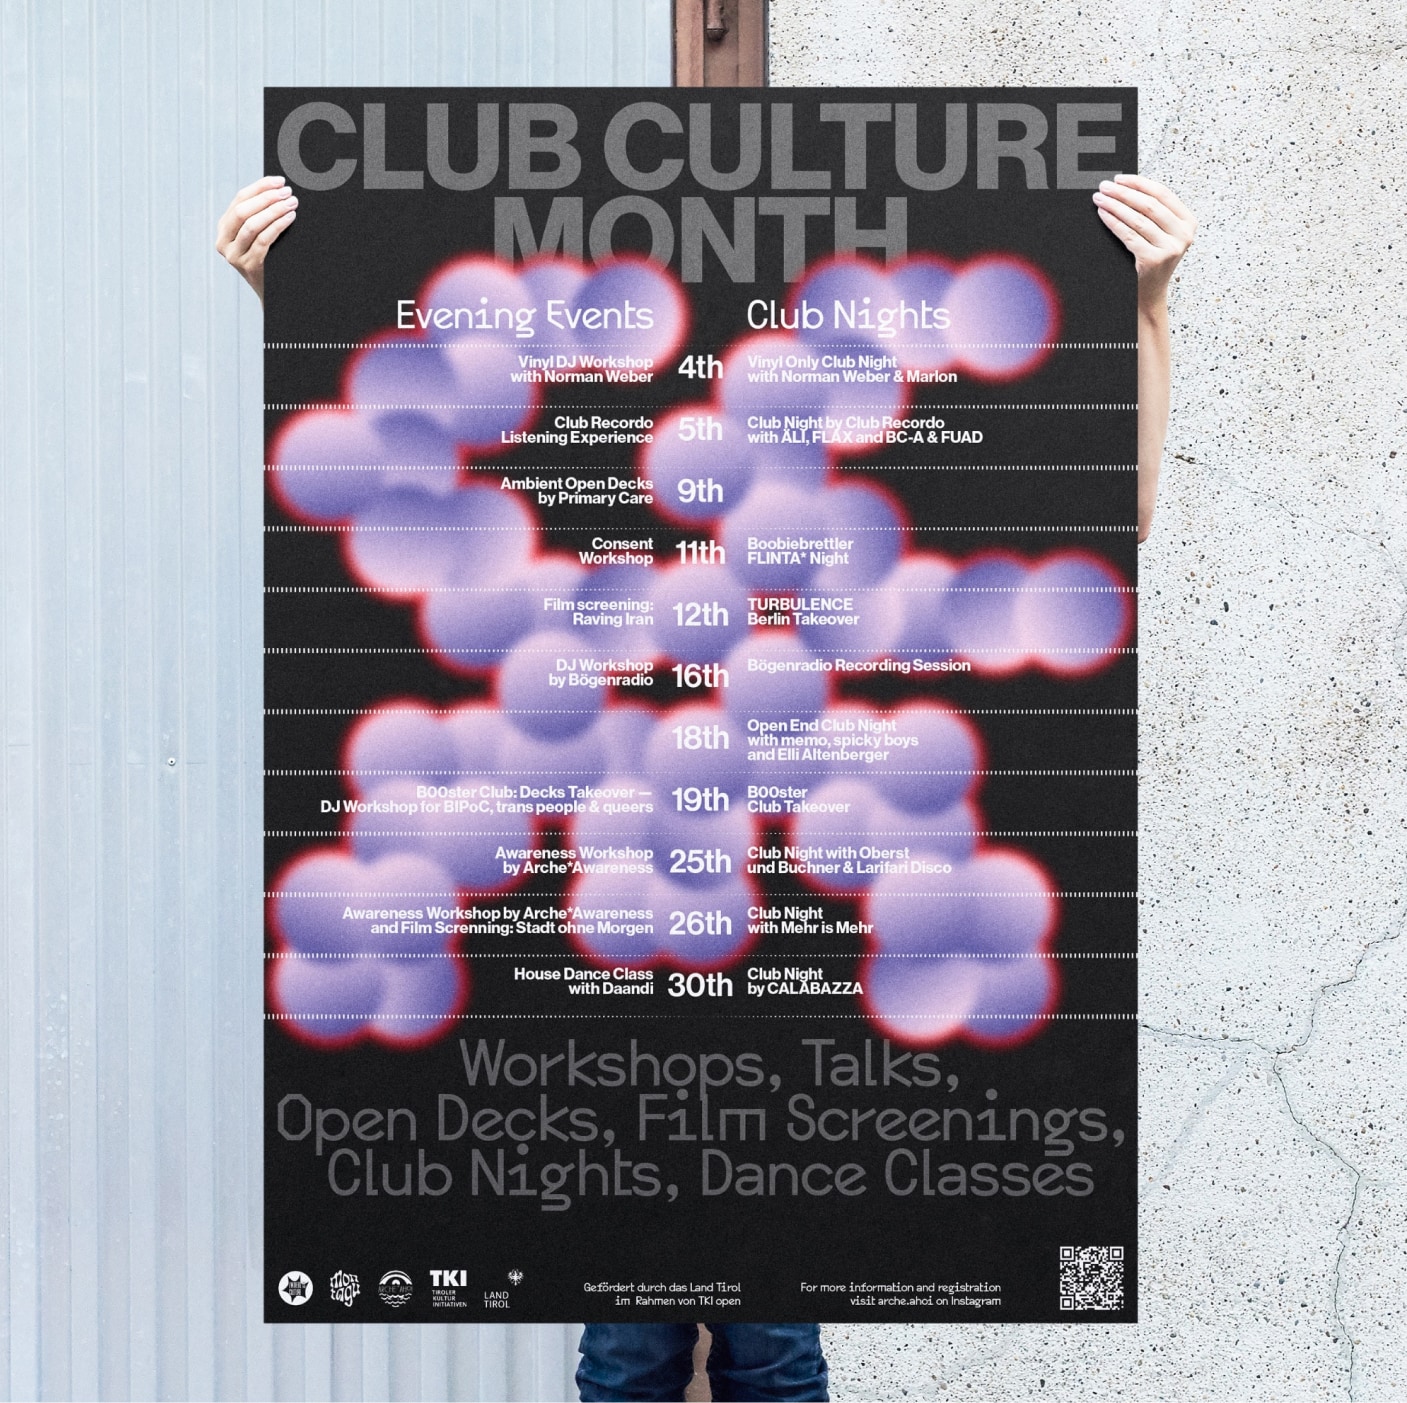 CLUB CULTURE
MONTH
Evening Events
Club Nights
Vinyl DJ Workshop
with Norman Weber
4th
Vinyl Only Club Night
with Norman Weber & Marlon
Club Recordo
Listening Experience
5th
Club Night by Club Recordo
with ÄLI, FLAX and BC-A & FUAD
Ambient Open Decks
by Primary Care
9th
Consent
Workshop
11th
Boobiebrettler
FLINTA* Night
Film screening:
Raving Iran
12th
TURBULENCE
Berlin Takeover
DJ Workshop
by Bögenradio
16th
Bögenradio Recording Session
18th
Open End Club Night
with memo, spicky boys
and Elli Altenberger
B00ster Club: Decks Takeover —
DJ Workshop for BIPoC, trans people & queers
19th
B00ster
Club Takeover
Awareness Workshop
by Arche*Awareness
25th
Club Night with Oberst
und Buchner & Larifari Disco
Awareness Workshop by Arche*Awareness
and Film Screnning: Stadt ohne Morgen
26th
Club Night
with Mehr is Mehr
House Dance Class
with Daandi
30th
Club Night
by CALABAZZA
Workshops, Talks,
Open Decks, Film Screenings,
Club Nights, Dance Classes
ARCHE*AHOI
TKI
TIROLER
KULTUR
INITIATIVEN
LAND
TIROL
Gefördert durch das Land Tirol
im Rahmen von TKI open
For more information and registration
visit arche.ahoi on Instagram